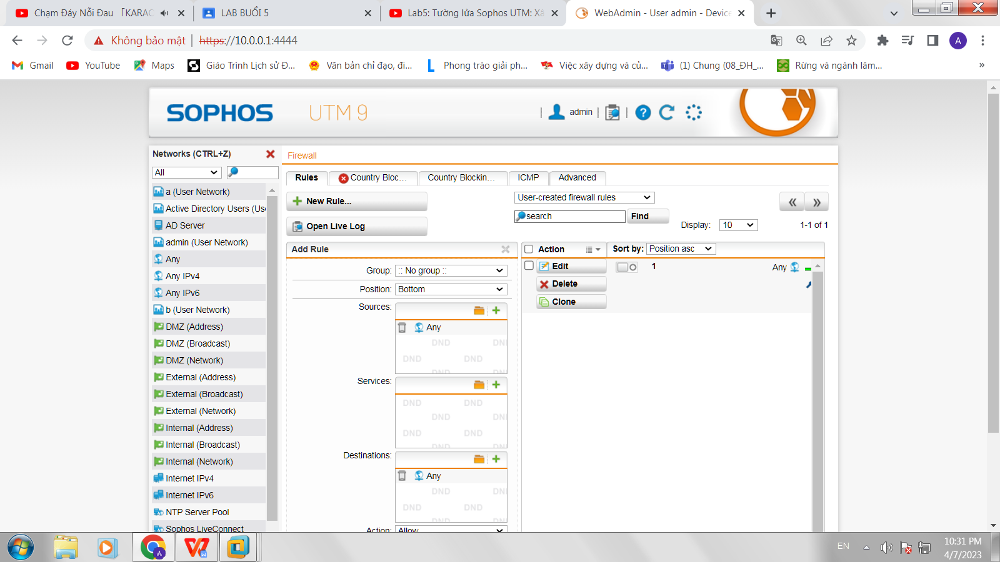 Chạm Đáy Nỗi Đau 「KARAO
LAB BUỔI 5
Lab5: Tường lửa Sophos UTM: Xâ
WebAdmin - User admin - Device
Không bảo mật | https://10.0.0.1:4444
A
Gmail
YouTube
Maps
Giáo Trình Lịch sử Đ...
Văn bản chỉ đạo, đi...
Phong trào giải ph...
Việc xây dựng và củ...
(1) Chung (08_ĐH_...
Rừng và ngành lâm...
»
SOPHOS UTM 9
| admin | |
Networks (CTRL+Z)
All
a (User Network)
Active Directory Users (Use
AD Server
admin (User Network)
Any
Any IPv4
Any IPv6
b (User Network)
DMZ (Address)
DMZ (Broadcast)
DMZ (Network)
External (Address)
External (Broadcast)
External (Network)
Internal (Address)
Internal (Broadcast)
Internal (Network)
Internet IPv4
Internet IPv6
NTP Server Pool
Sophos LiveConnect
Firewall
Rules
Country Bloc...
Country Blockin...
ICMP
Advanced
New Rule...
Open Live Log
User-created firewall rules
search
Find
Display: 10
1-1 of 1
Add Rule
Group: :: No group ::
Position: Bottom
Sources:
Any
DND DND
DND DND
DND DND
Services:
DND DND
DND DND
DND DND
DND DND
Destinations:
Any
DND DND
DND DND
DND DND
Action: Allow
Action
Sort by: Position asc
Edit
Delete
Clone
1
Any
EN
10:31 PM
4/7/2023